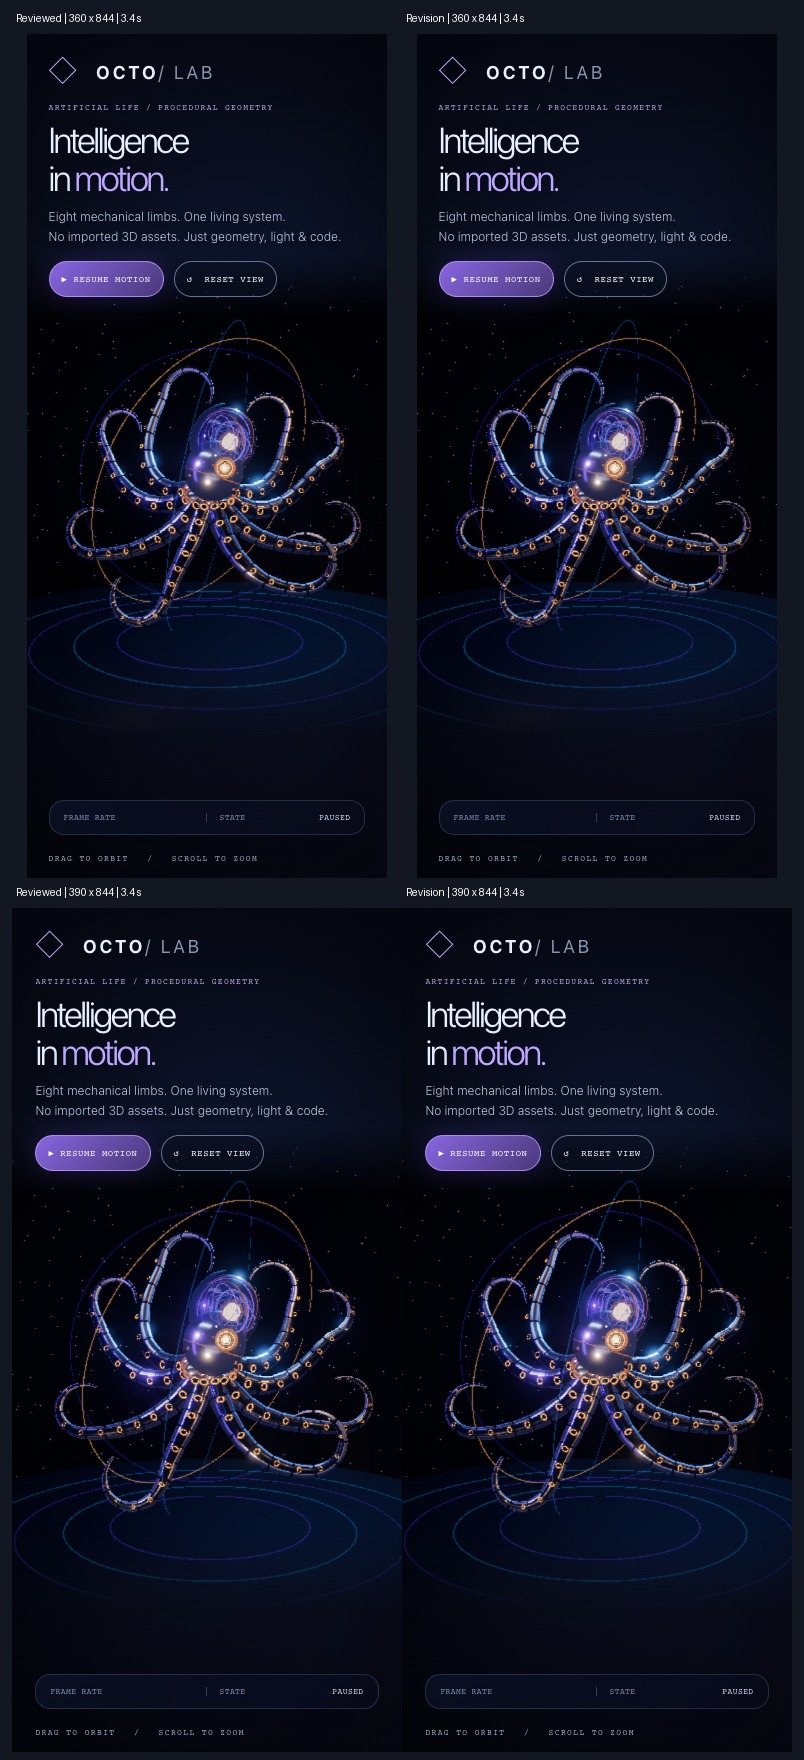 Reviewed | 360 x 844 | 3.4s
OCTO/ LAB
ARTIFICIAL LIFE / PROCEDURAL GEOMETRY
Intelligence
in motion.
Eight mechanical limbs. One living system.
No imported 3D assets. Just geometry, light & code.
▶ RESUME MOTION
↺ RESET VIEW
FRAME RATE | STATE PAUSED
DRAG TO ORBIT / SCROLL TO ZOOM
Revision | 360 x 844 | 3.4s
OCTO/ LAB
ARTIFICIAL LIFE / PROCEDURAL GEOMETRY
Intelligence
in motion.
Eight mechanical limbs. One living system.
No imported 3D assets. Just geometry, light & code.
▶ RESUME MOTION
↺ RESET VIEW
FRAME RATE | STATE PAUSED
DRAG TO ORBIT / SCROLL TO ZOOM
Reviewed | 390 x 844 | 3.4s
OCTO/ LAB
ARTIFICIAL LIFE / PROCEDURAL GEOMETRY
Intelligence
in motion.
Eight mechanical limbs. One living system.
No imported 3D assets. Just geometry, light & code.
▶ RESUME MOTION
↺ RESET VIEW
FRAME RATE | STATE PAUSED
DRAG TO ORBIT / SCROLL TO ZOOM
Revision | 390 x 844 | 3.4s
OCTO/ LAB
ARTIFICIAL LIFE / PROCEDURAL GEOMETRY
Intelligence
in motion.
Eight mechanical limbs. One living system.
No imported 3D assets. Just geometry, light & code.
▶ RESUME MOTION
↺ RESET VIEW
FRAME RATE | STATE PAUSED
DRAG TO ORBIT / SCROLL TO ZOOM